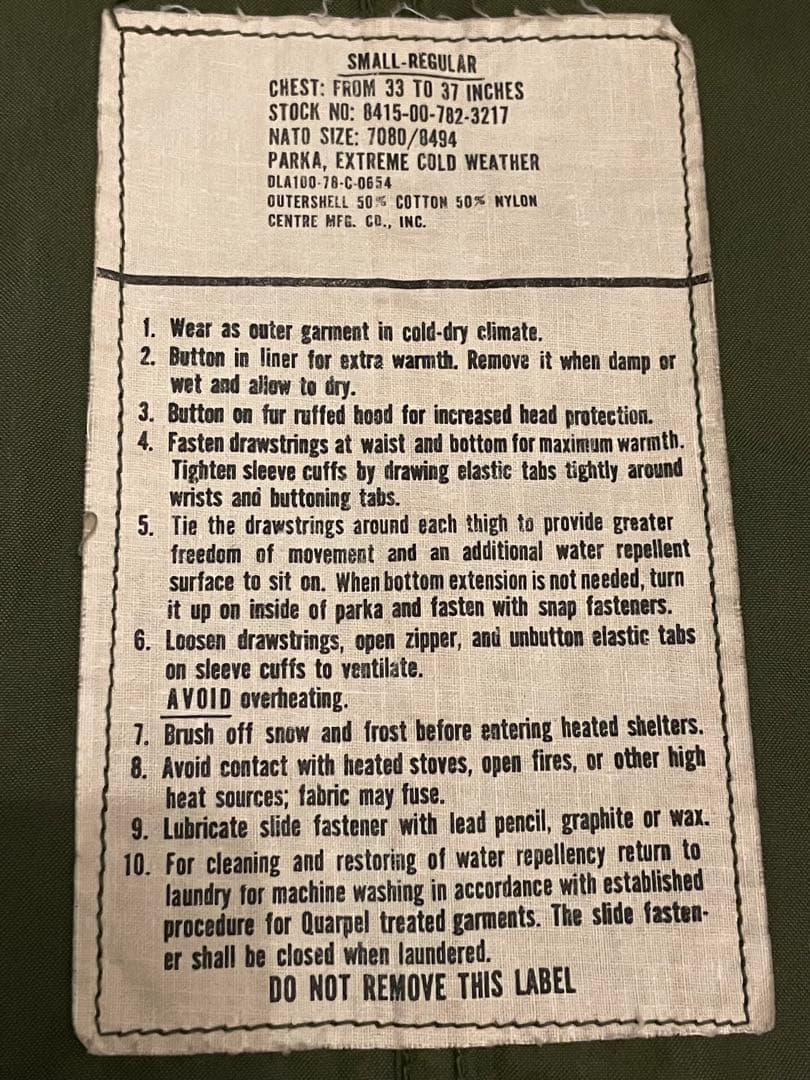 SMALL-REGULAR
CHEST: FROM 33 TO 37 INCHES
STOCK NO: 8415-00-782-3217
NATO SIZE: 7080/8494
PARKA, EXTREME COLD WEATHER
DLA100-78-C-0654
OUTERSHELL 50% COTTON 50% NYLON
CENTRE MFG. CO., INC.
1. Wear as outer garment in cold-dry climate.
2. Button in liner for extra warmth. Remove it when damp or
wet and allow to dry.
3. Button on fur ruffed hood for increased head protection.
4. Fasten drawstrings at waist and bottom for maximum warmth.
Tighten sleeve cuffs by drawing elastic tabs tightly around
wrists and buttoning tabs.
5. Tie the drawstrings around each thigh to provide greater
freedom of movement and an additional water repellent
surface to sit on. When bottom extension is not needed, turn
it up on inside of parka and fasten with snap fasteners.
6. Loosen drawstrings, open zipper, and unbutton elastic tabs
on sleeve cuffs to ventilate.
AVOID overheating.
7. Brush off snow and frost before entering heated shelters.
8. Avoid contact with heated stoves, open fires, or other high
heat sources; fabric may fuse.
9. Lubricate slide fastener with lead pencil, graphite or wax.
10. For cleaning and restoring of water repellency return to
laundry for machine washing in accordance with established
procedure for Quarpel treated garments. The slide fasten-
er shall be closed when laundered.
DO NOT REMOVE THIS LABEL